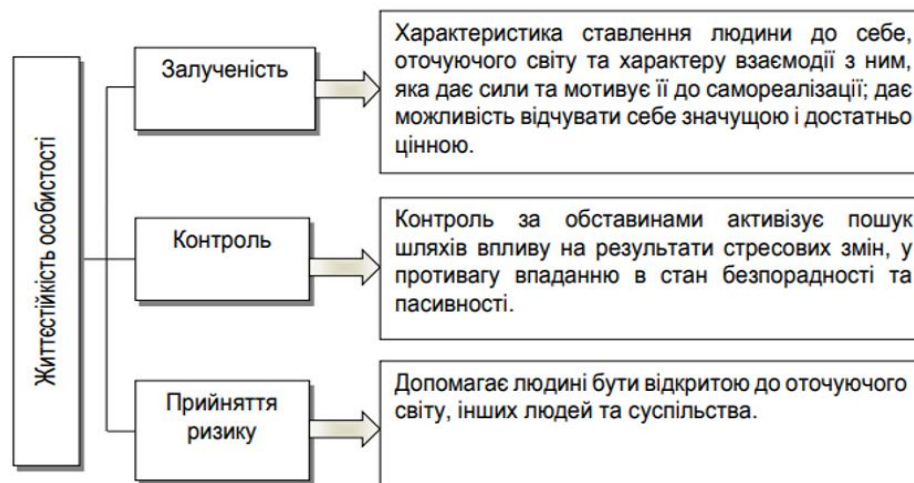 Життєстійкість особистості
Залученість
Характеристика ставлення людини до себе,
оточуючого світу та характеру взаємодії з ним,
яка дає сили та мотивує її до самореалізації; дає
можливість відчувати себе значущою і достатньо
цінною.
Контроль
Контроль за обставинами активізує пошук
шляхів впливу на результати стресових змін, у
противагу впаданню в стан безпорадності та
пасивності.
Прийняття
ризику
Допомагає людині бути відкритою до оточуючого
світу, інших людей та суспільства.